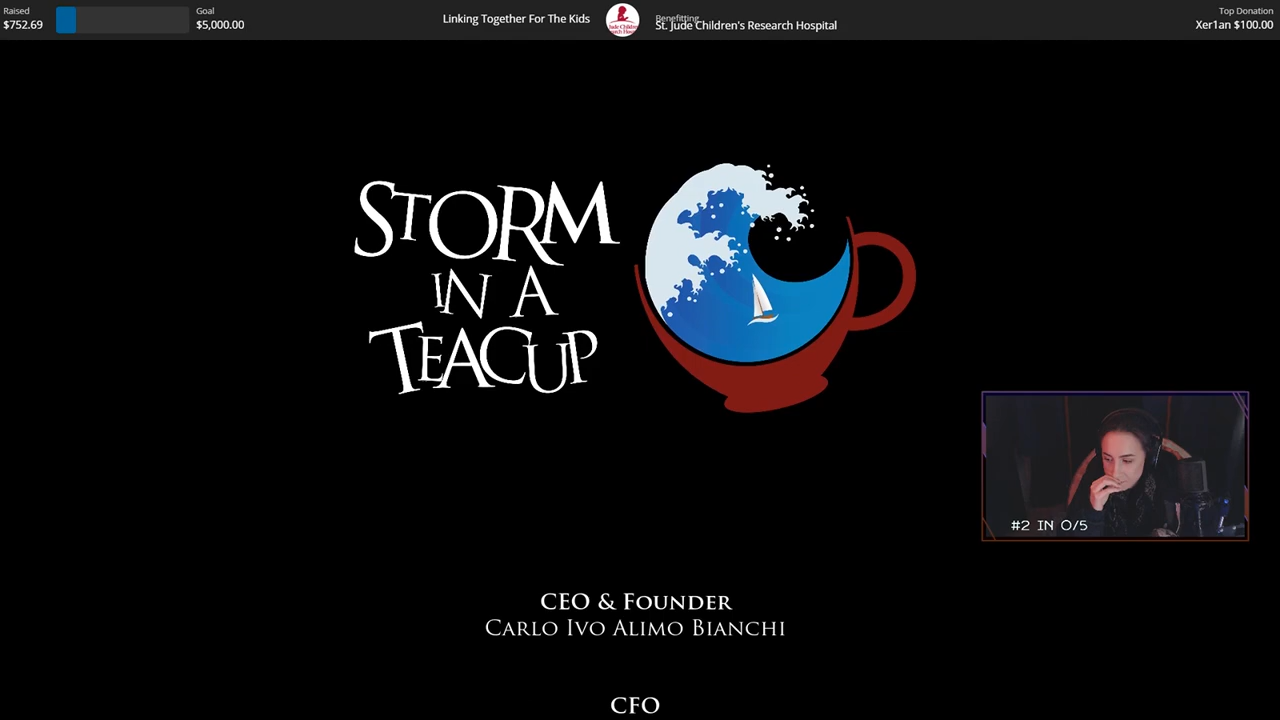 Raised
$752.69
Goal
$5,000.00
Linking Together For The Kids
Benefitting
St. Jude Children's Research Hospital
Top Donation
Xer1an $100.00
STORM
IN A
TEACUP
#2 IN 0/5
CEO & FOUNDER
CARLO IVO ALIMO BIANCHI
CFO